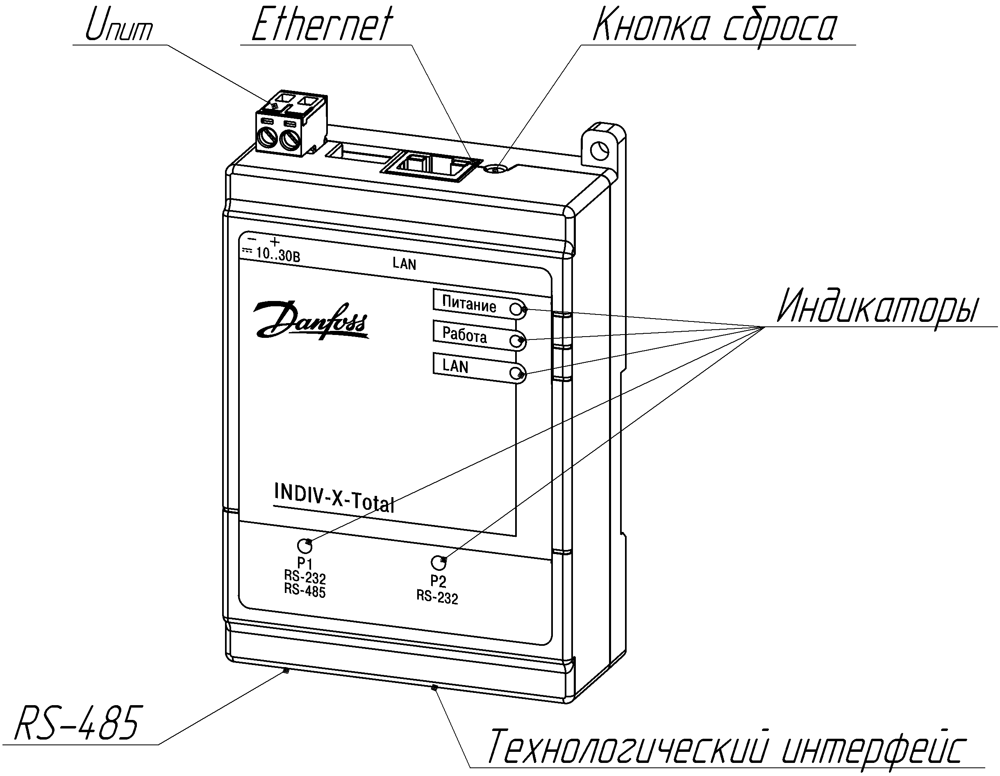 Uпит
Ethernet
Кнопка сброса
− +
10..30В
LAN
Питание
Danfoss
Работа
LAN
Индикаторы
INDIV-X-Total
P1
RS-232
RS-485
P2
RS-232
RS-485
Технологический интерфейс